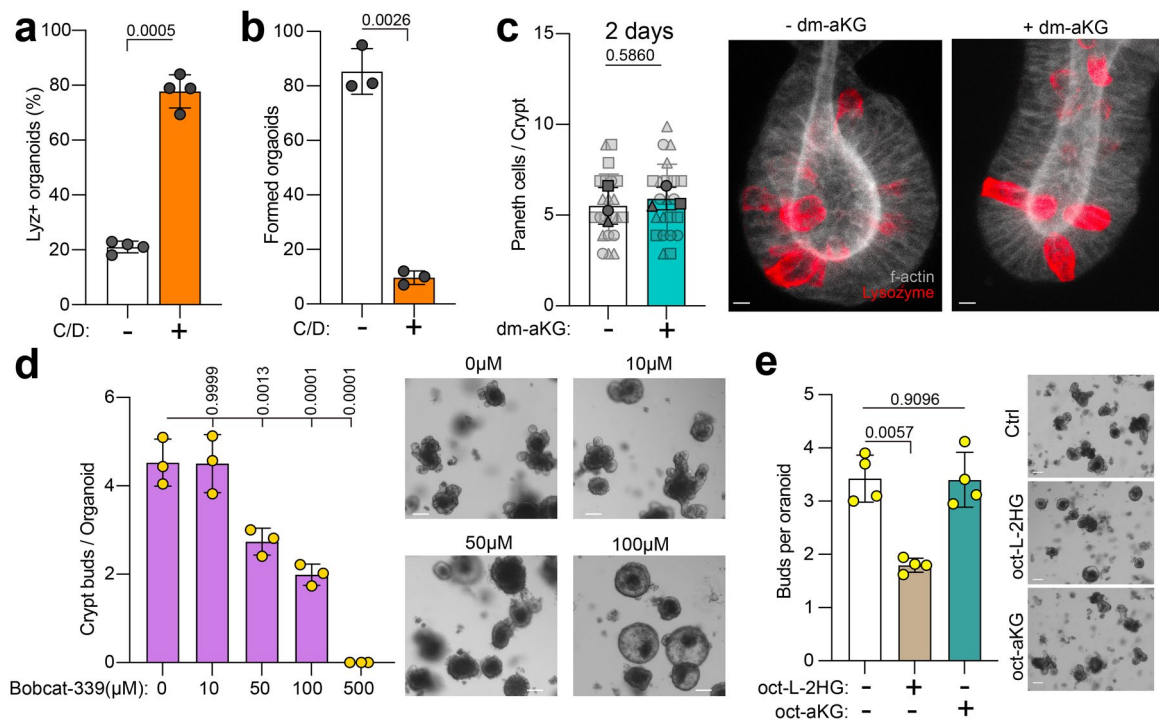 a
0.0005
100
80
60
40
20
0
Lyz+ organoids (%)
C/D: - +
b
0.0026
100
80
60
40
20
0
Formed orgaoids
C/D: - +
c
2 days
0.5860
15
10
5
0
Paneth cells / Crypt
dm-aKG: - +
- dm-aKG
f-actin
Lysozyme
+ dm-aKG
d
0.9999
0.0013
0.0001
0.0001
6
4
2
0
Crypt buds / Organoid
Bobcat-339(µM): 0 10 50 100 500
0µM
10µM
50µM
100µM
e
0.9096
0.0057
5
4
3
2
1
0
Buds per oranoid
oct-L-2HG: - + -
oct-aKG: - - +
Ctrl
oct-L-2HG
oct-aKG